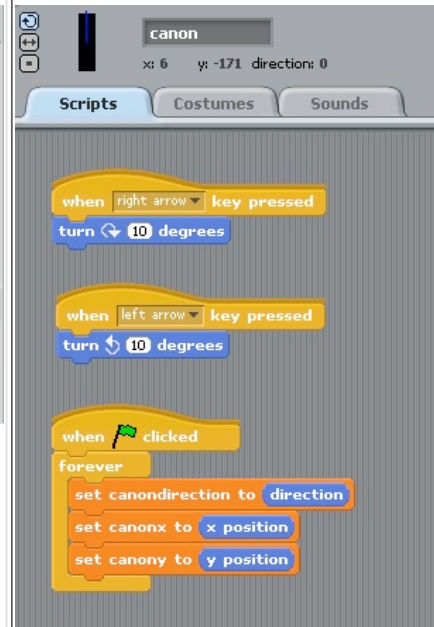 canon
x: 6 y: -171 direction: 0
Scripts Costumes Sounds
when right arrow key pressed
turn 10 degrees
when left arrow key pressed
turn 10 degrees
when clicked
forever
set canondirection to direction
set canonx to x position
set canony to y position